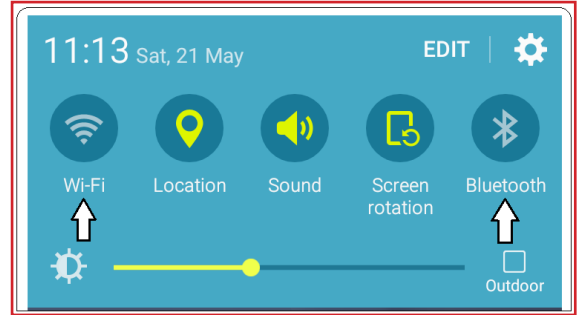 11:13 Sat, 21 May EDIT
Wi-Fi Location Sound Screen rotation Bluetooth
Outdoor